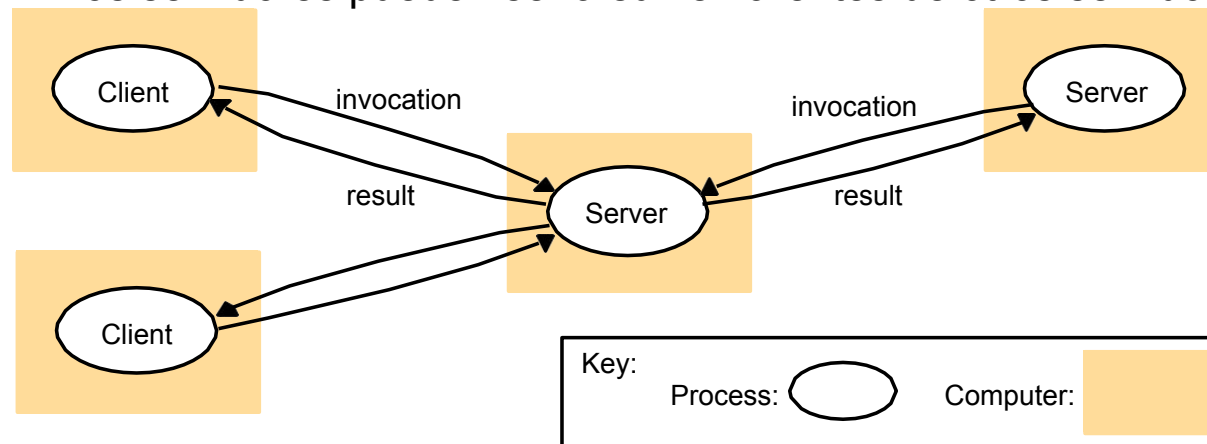 Client
invocation
invocation
Server
result
Server
result
Client
Key:
Process:
Computer: